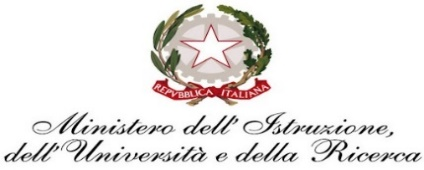 REPVBBLICA ITALIANA
Ministero dell'Istruzione,
dell'Università e della Ricerca